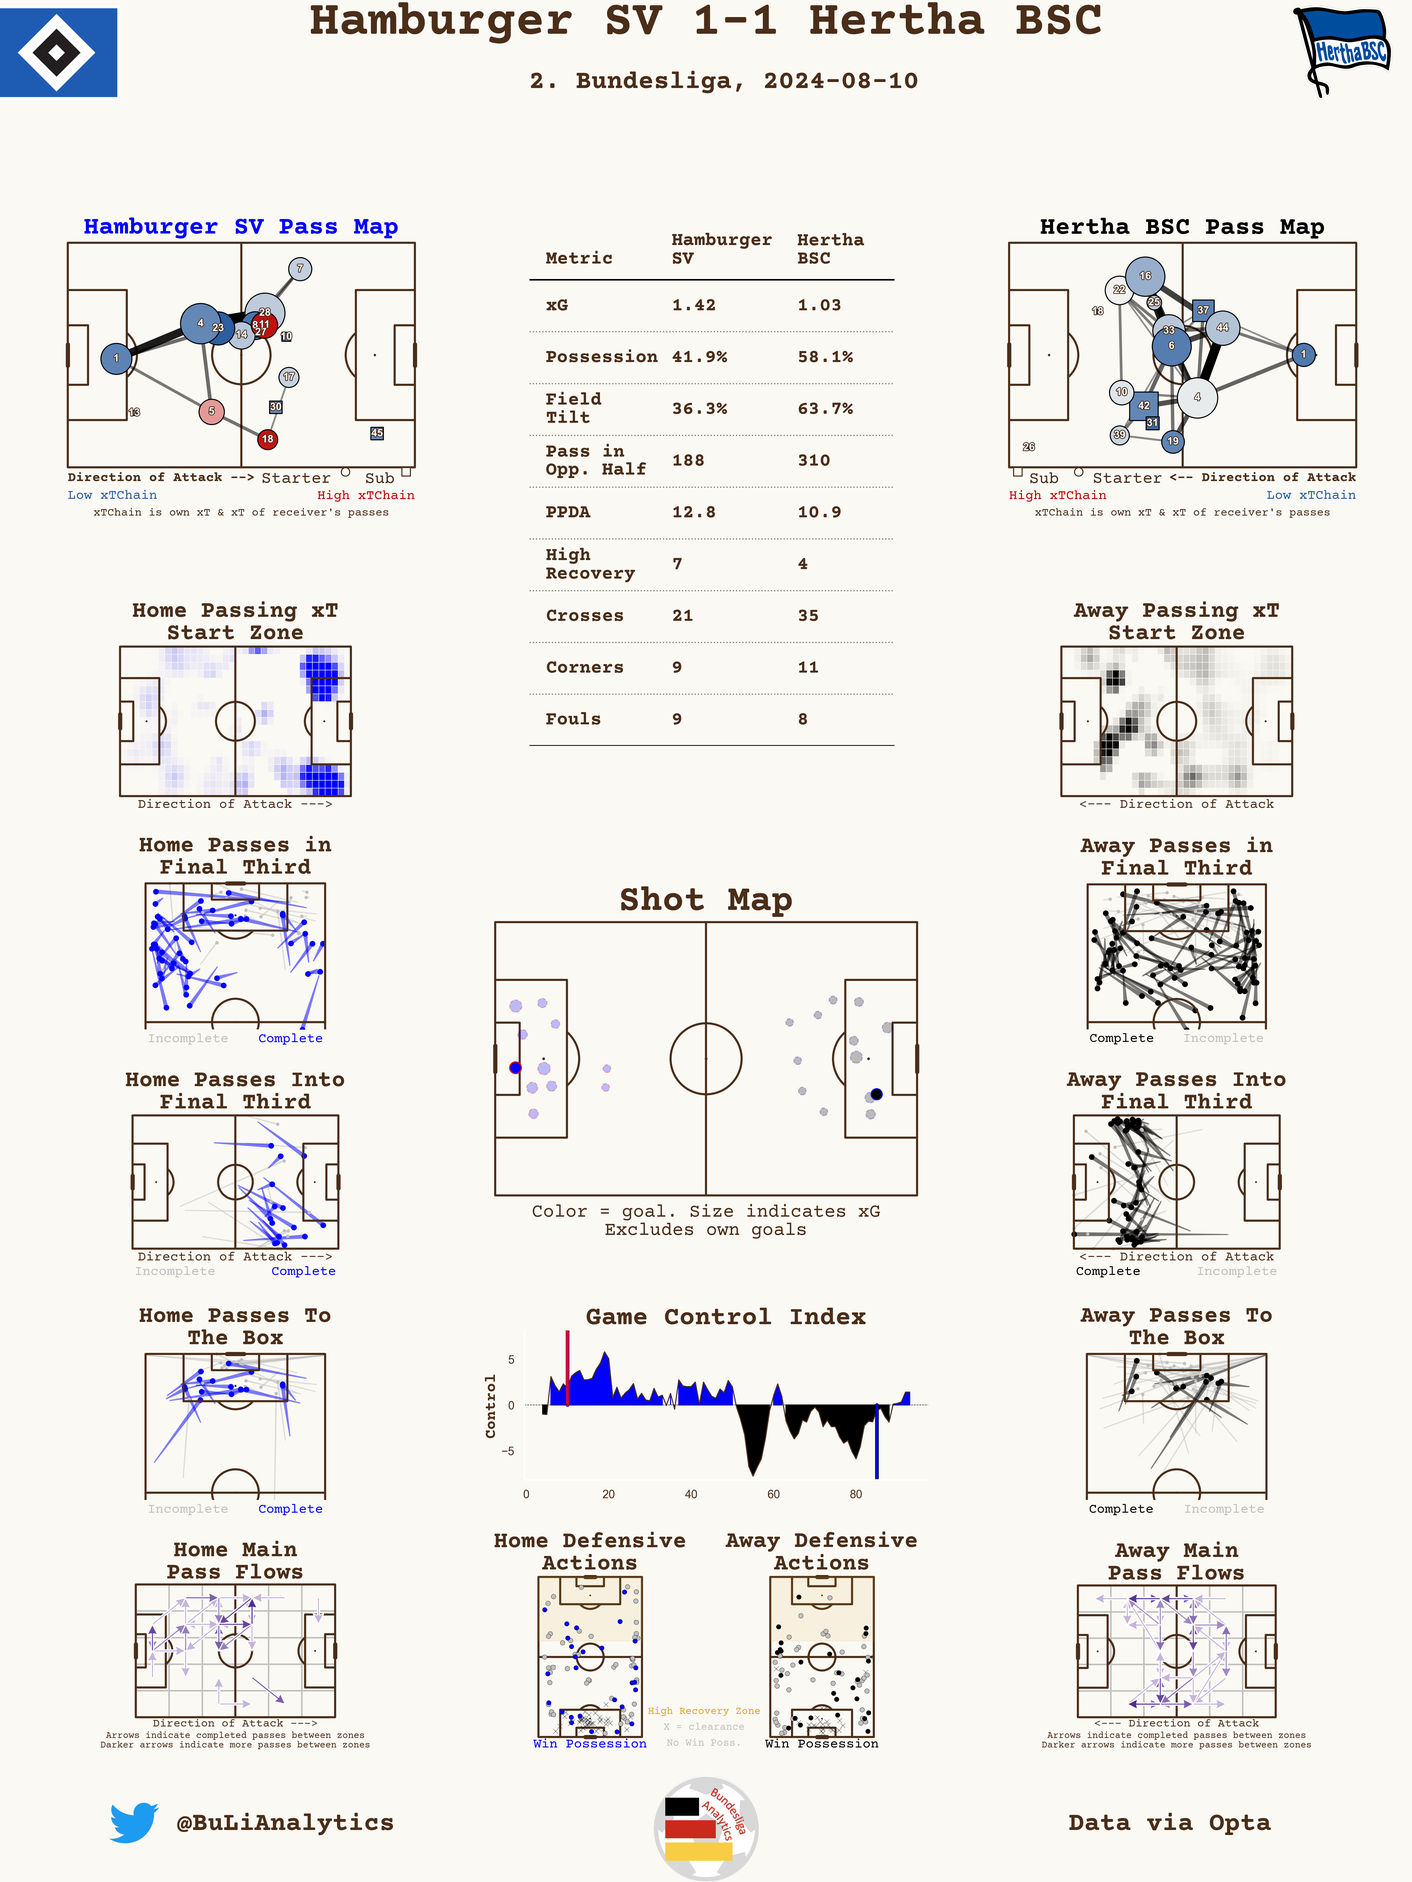 Hamburger SV 1-1 Hertha BSC
2. Bundesliga, 2024-08-10
HerthaBSC
Hamburger SV Pass Map
7
28
4
23
8
11
27
14
10
1
17
30
13
5
18
45
Direction of Attack --> Starter Sub
Low xTChain High xTChain
xTChain is own xT & xT of receiver's passes
Metric Hamburger SV Hertha BSC
xG 1.42 1.03
Possession 41.9% 58.1%
Field Tilt 36.3% 63.7%
Pass in Opp. Half 188 310
PPDA 12.8 10.9
High Recovery 7 4
Crosses 21 35
Corners 9 11
Fouls 9 8
Hertha BSC Pass Map
16
22
25
18
37
33
44
6
1
10
4
42
31
39
19
26
Sub Starter <-- Direction of Attack
High xTChain Low xTChain
xTChain is own xT & xT of receiver's passes
Home Passing xT
Start Zone
Direction of Attack --->
Away Passing xT
Start Zone
<--- Direction of Attack
Home Passes in
Final Third
Incomplete Complete
Away Passes in
Final Third
Complete Incomplete
Shot Map
Color = goal. Size indicates xG
Excludes own goals
Home Passes Into
Final Third
Direction of Attack --->
Incomplete Complete
Away Passes Into
Final Third
<--- Direction of Attack
Complete Incomplete
Home Passes To
The Box
Incomplete Complete
Game Control Index
Control
5
0
−5
0 20 40 60 80
Away Passes To
The Box
Complete Incomplete
Home Main
Pass Flows
Direction of Attack --->
Arrows indicate completed passes between zones
Darker arrows indicate more passes between zones
Home Defensive
Actions
Win Possession
High Recovery Zone
X = clearance
No Win Poss.
Away Defensive
Actions
Win Possession
Away Main
Pass Flows
<--- Direction of Attack
Arrows indicate completed passes between zones
Darker arrows indicate more passes between zones
@BuLiAnalytics
Bundesliga
Analytics
Data via Opta